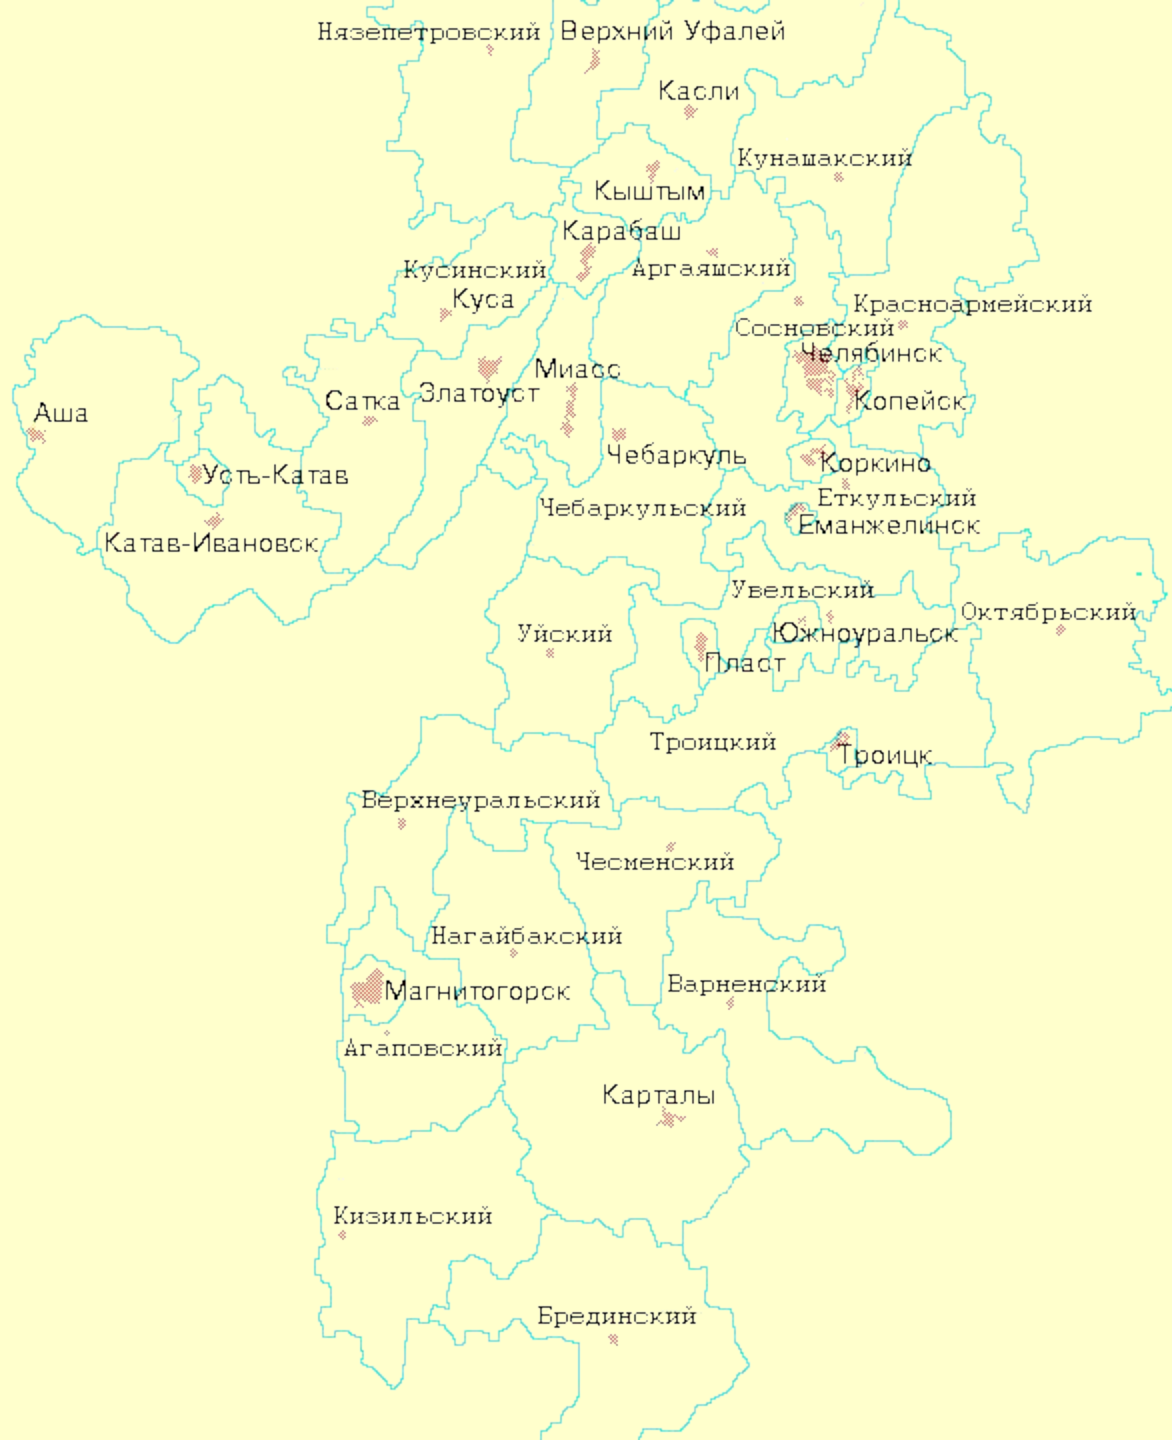 Нязепетровский
Верхний Уфалей
Касли
Кунашакский
Кыштым
Карабаш
Кусинский
Аргаяшский
Куса
Красноармейский
Сосновский
Челябинск
Миасс
Златоуст
Сатка
Копейск
Аша
Чебаркуль
Коркино
Усть-Катав
Еткульский
Чебаркульский
Еманжелинск
Катав-Ивановск
Увельский
Октябрьский
Уйский
Южноуральск
Пласт
Троицкий
Троицк
Верхнеуральский
Чесменский
Нагайбакский
Варненский
Магнитогорск
Агаповский
Карталы
Кизильский
Брединский